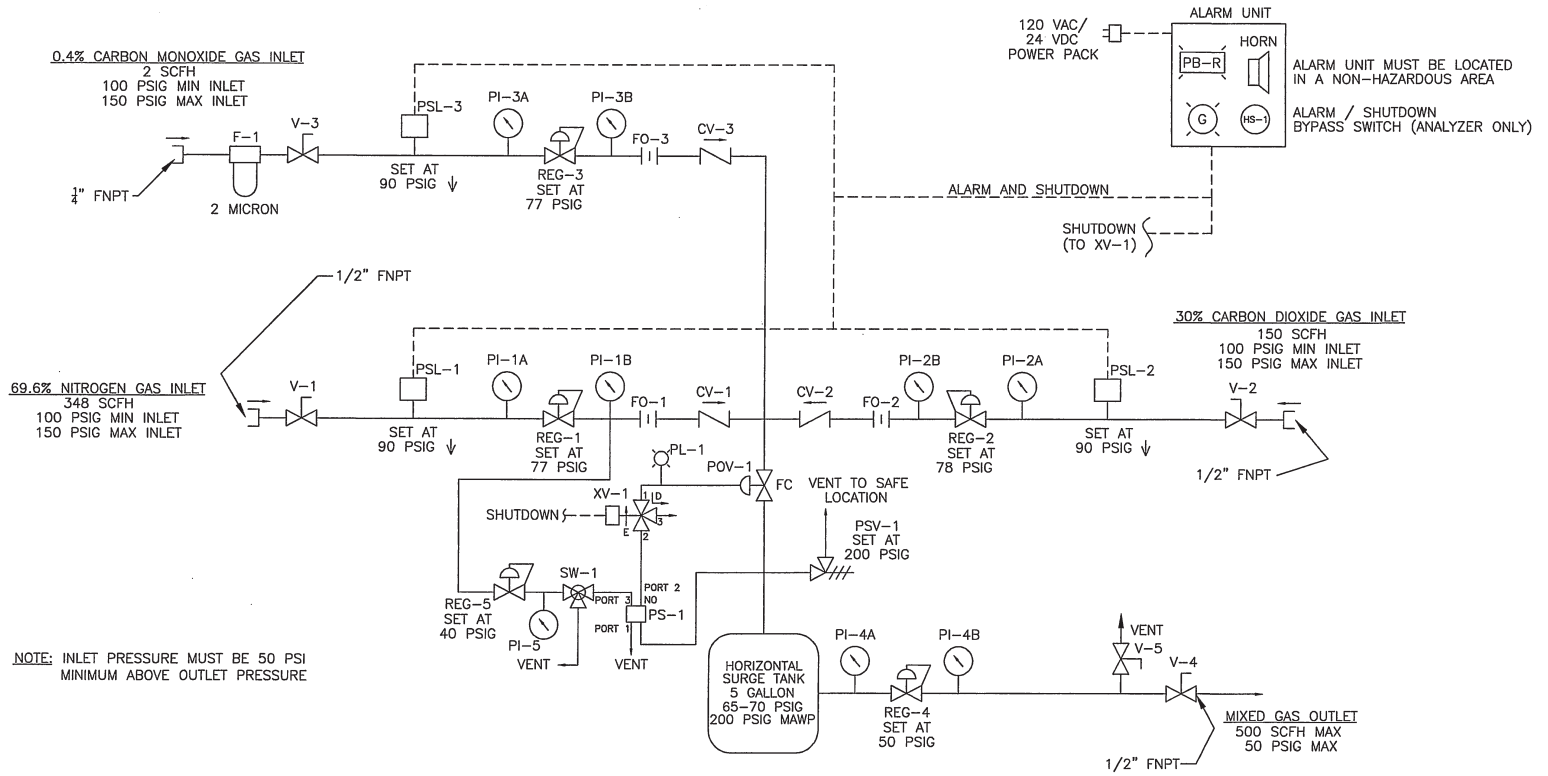 0.4% CARBON MONOXIDE GAS INLET
2 SCFH
100 PSIG MIN INLET
150 PSIG MAX INLET
F-1
V-3
PSL-3
PI-3A
PI-3B
FO-3
CV-3
1/4" FNPT
2 MICRON
SET AT
90 PSIG
REG-3
SET AT
77 PSIG
120 VAC/
24 VDC
POWER PACK
ALARM UNIT
PB-R
HORN
G
HS-1
ALARM UNIT MUST BE LOCATED
IN A NON-HAZARDOUS AREA
ALARM / SHUTDOWN
BYPASS SWITCH (ANALYZER ONLY)
ALARM AND SHUTDOWN
SHUTDOWN
(TO XV-1)
1/2" FNPT
69.6% NITROGEN GAS INLET
348 SCFH
100 PSIG MIN INLET
150 PSIG MAX INLET
V-1
PSL-1
PI-1A
PI-1B
FO-1
CV-1
CV-2
FO-2
PI-2B
PI-2A
PSL-2
V-2
30% CARBON DIOXIDE GAS INLET
150 SCFH
100 PSIG MIN INLET
150 PSIG MAX INLET
SET AT
90 PSIG
REG-1
SET AT
77 PSIG
REG-2
SET AT
78 PSIG
SET AT
90 PSIG
1/2" FNPT
PL-1
POV-1
FC
XV-1
1
D
3
E
2
SHUTDOWN
VENT TO SAFE
LOCATION
PSV-1
SET AT
200 PSIG
REG-5
SET AT
40 PSIG
PI-5
SW-1
VENT
PORT 3
PORT 2
NO
PS-1
PORT 1
VENT
HORIZONTAL
SURGE TANK
5 GALLON
65-70 PSIG
200 PSIG MAWP
PI-4A
PI-4B
REG-4
SET AT
50 PSIG
VENT
V-5
V-4
MIXED GAS OUTLET
500 SCFH MAX
50 PSIG MAX
1/2" FNPT
NOTE: INLET PRESSURE MUST BE 50 PSI
MINIMUM ABOVE OUTLET PRESSURE